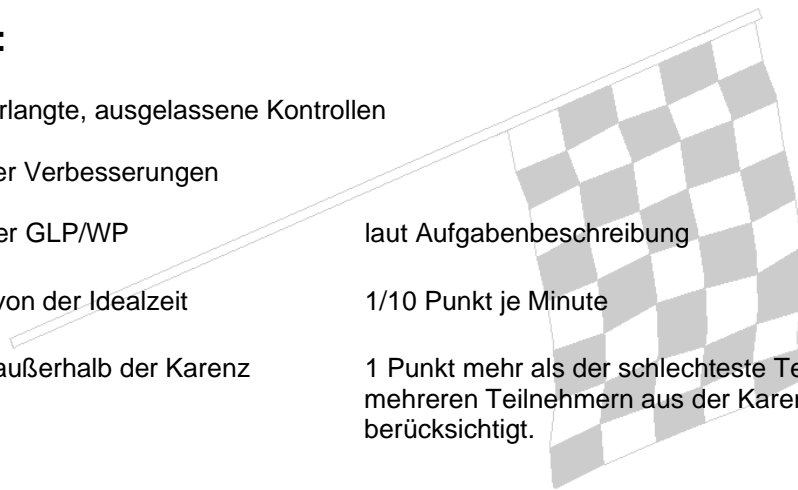 :
rlangte, ausgelassene Kontrollen
er Verbesserungen
er GLP/WP laut Aufgabenbeschreibung
von der Idealzeit 1/10 Punkt je Minute
außerhalb der Karenz 1 Punkt mehr als der schlechteste Te
mehreren Teilnehmern aus der Karen
berücksichtigt.